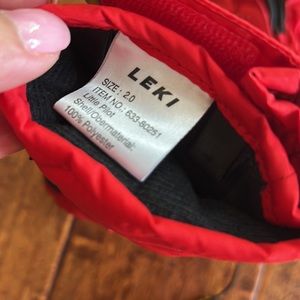 LEKI
SIZE: 2.0
ITEM NO.: 633-80251
Little Pilot
Shell/Obermaterial:
100% Polyester